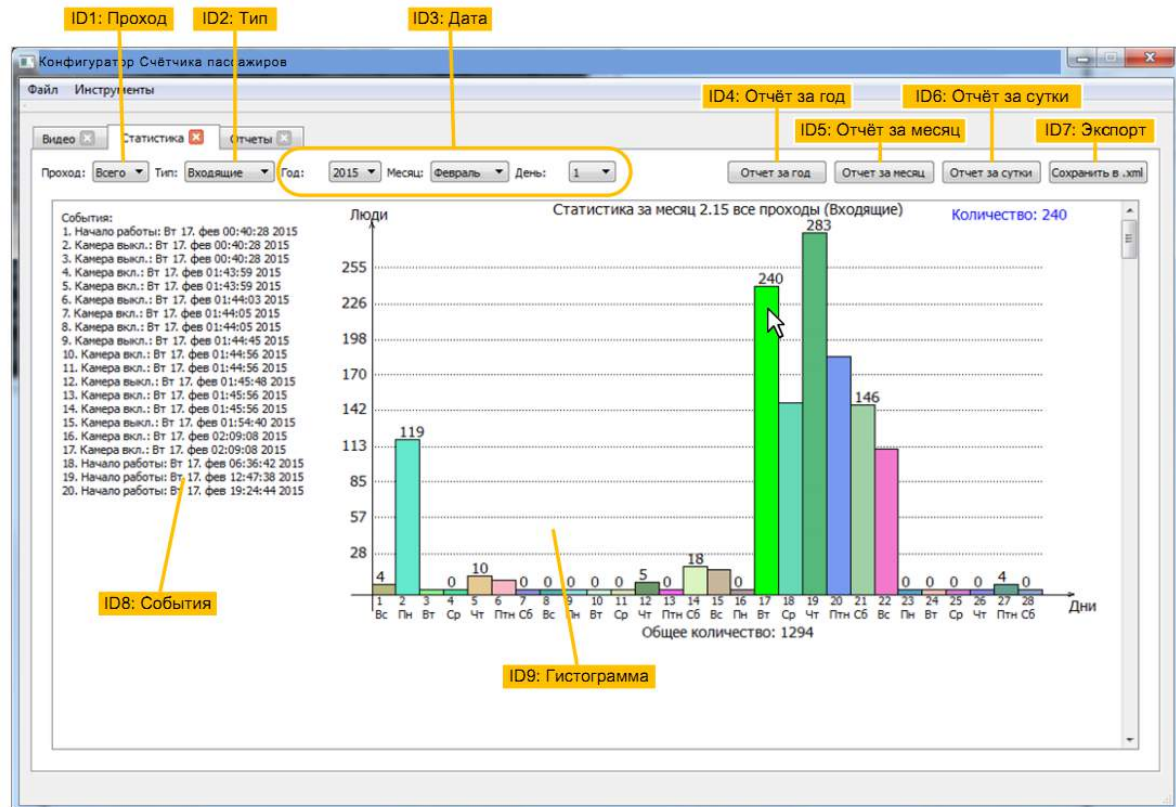 ID1: Проход
ID2: Тип
ID3: Дата
Конфигуратор Счётчика пассажиров
Файл Инструменты
ID4: Отчёт за год
ID6: Отчёт за сутки
ID5: Отчёт за месяц
ID7: Экспорт
Видео Статистика Отчеты
Проход: Всего Тип: Входящие Год: 2015 Месяц: Февраль День: 1 Отчет за год Отчет за месяц Отчет за сутки Сохранить в .xml
События:
1. Начало работы: Вт 17. фев 00:40:28 2015
2. Камера выкл.: Вт 17. фев 00:40:28 2015
3. Камера выкл.: Вт 17. фев 00:40:28 2015
4. Камера вкл.: Вт 17. фев 01:43:59 2015
5. Камера вкл.: Вт 17. фев 01:43:59 2015
6. Камера выкл.: Вт 17. фев 01:44:03 2015
7. Камера вкл.: Вт 17. фев 01:44:05 2015
8. Камера вкл.: Вт 17. фев 01:44:05 2015
9. Камера выкл.: Вт 17. фев 01:44:45 2015
10. Камера вкл.: Вт 17. фев 01:44:56 2015
11. Камера вкл.: Вт 17. фев 01:44:56 2015
12. Камера выкл.: Вт 17. фев 01:45:48 2015
13. Камера вкл.: Вт 17. фев 01:45:56 2015
14. Камера вкл.: Вт 17. фев 01:45:56 2015
15. Камера выкл.: Вт 17. фев 01:54:40 2015
16. Камера вкл.: Вт 17. фев 02:09:08 2015
17. Камера вкл.: Вт 17. фев 02:09:08 2015
18. Начало работы: Вт 17. фев 06:36:42 2015
19. Начало работы: Вт 17. фев 12:47:38 2015
20. Начало работы: Вт 17. фев 19:24:44 2015
ID8: События
Люди
Статистика за месяц 2.15 все проходы (Входящие)
Количество: 240
283
255
240
226
198
170
142
146
113
119
85
57
28
4 0 10 0 0 0 0 0 5 0 18 0 0 0 0 0 4 0
1 2 3 4 5 6 7 8 9 10 11 12 13 14 15 16 17 18 19 20 21 22 23 24 25 26 27 28
Вс Пн Вт Ср Чт Птн Сб Вс Пн Вт Ср Чт Птн Сб Вс Пн Вт Ср Чт Птн Сб Вс Пн Вт Ср Чт Птн Сб
Дни
Общее количество: 1294
ID9: Гистограмма